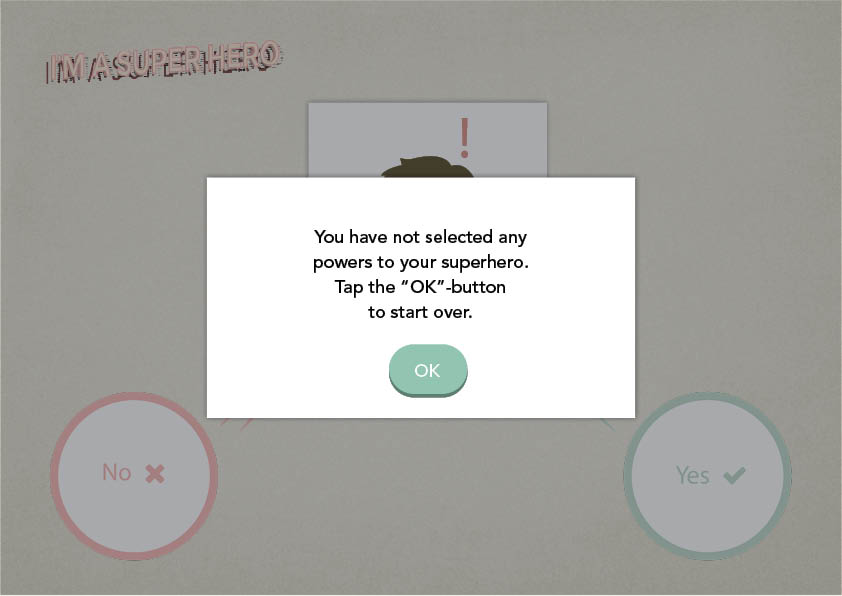 I'M A SUPER HERO
!
You have not selected any
powers to your superhero.
Tap the “OK”-button
to start over.
OK
No ✖
Yes ✔